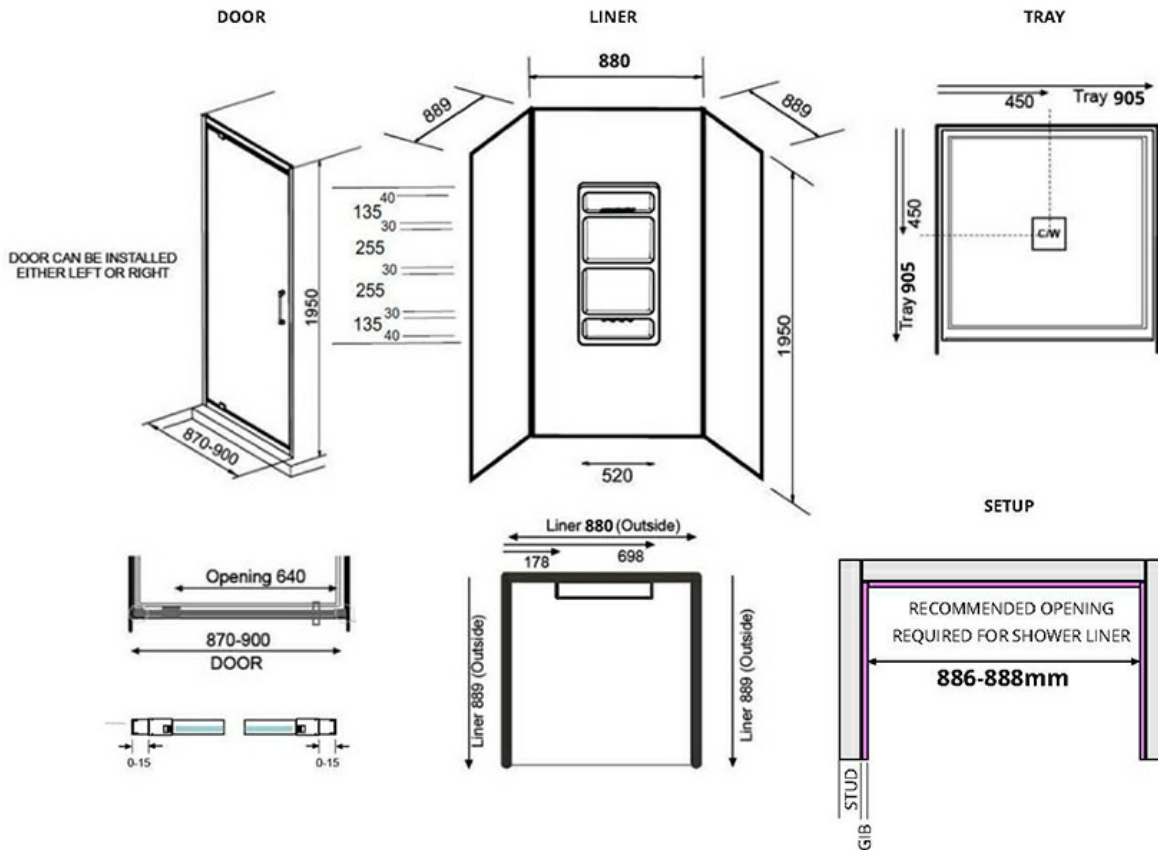 DOOR
LINER
TRAY
880
889
889
450
Tray 905
40
135
30
255
30
255
30
135
40
DOOR CAN BE INSTALLED
EITHER LEFT OR RIGHT
1950
1950
450
Tray 905
C/W
870-900
520
SETUP
Opening 640
870-900
DOOR
0-15
0-15
Liner 880 (Outside)
178
698
Liner 889 (Outside)
Liner 889 (Outside)
RECOMMENDED OPENING
REQUIRED FOR SHOWER LINER
886-888mm
STUD
GIB